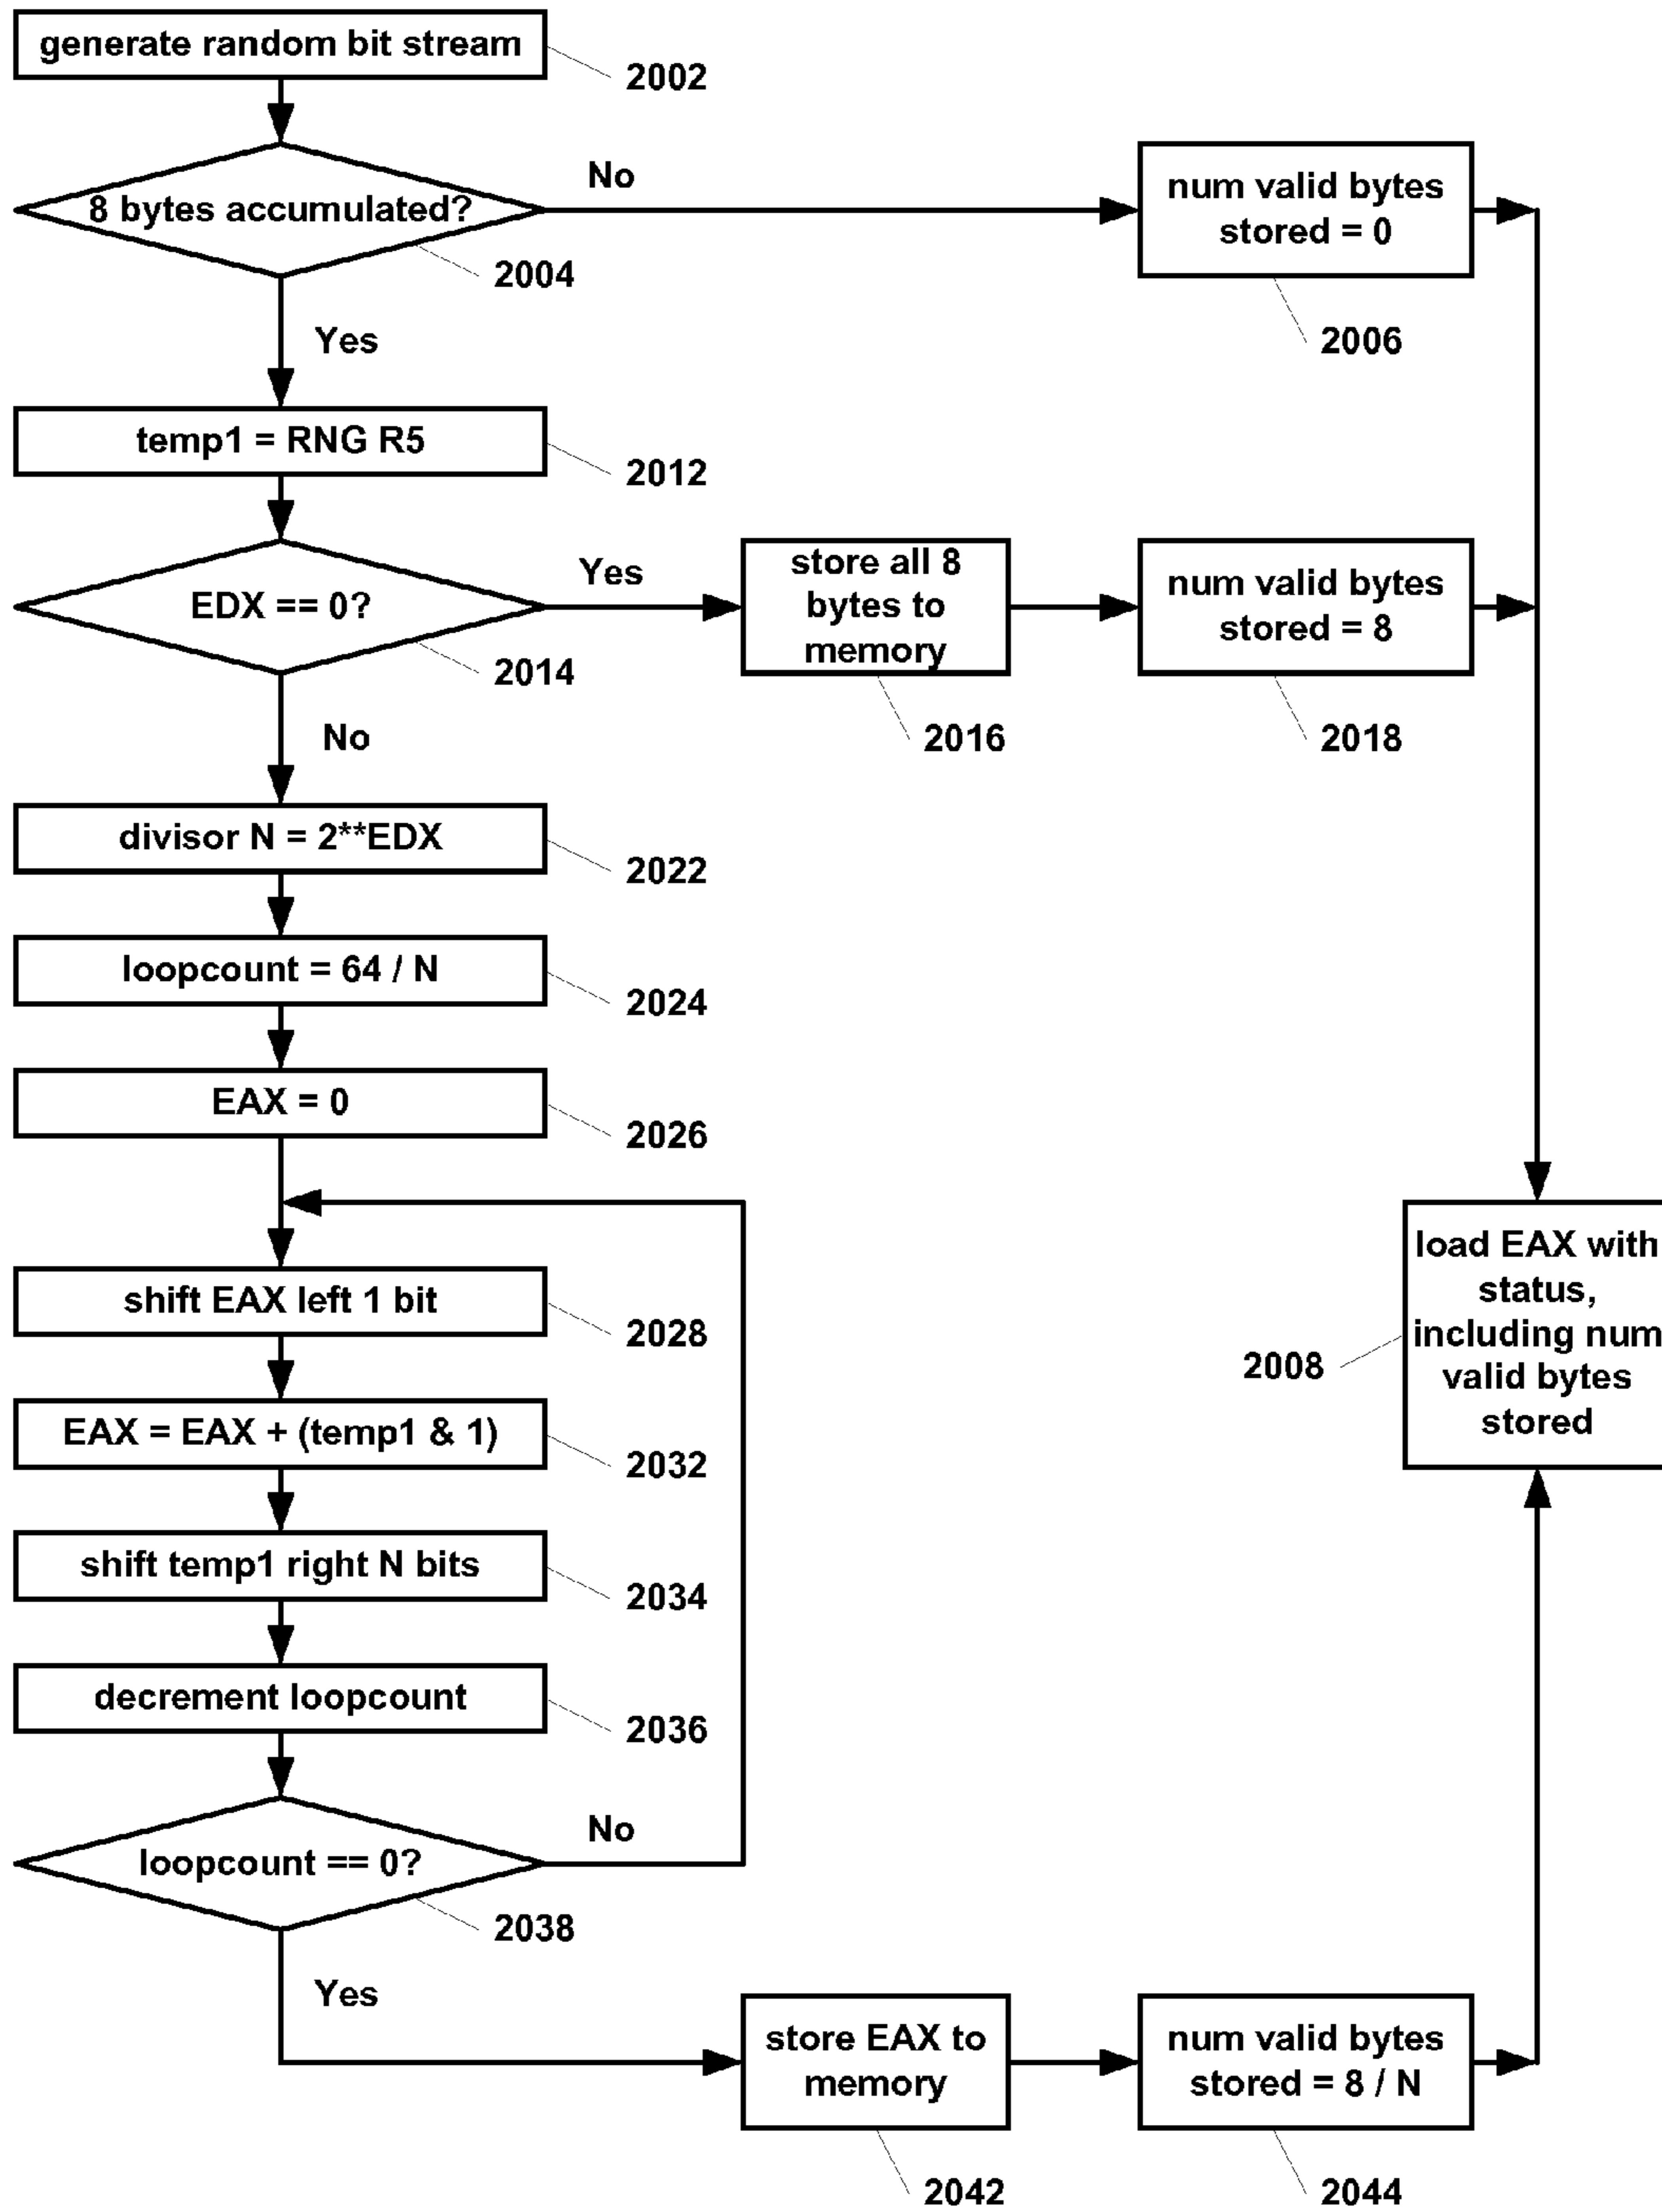 generate random bit stream
2002
8 bytes accumulated?
No
2004
num valid bytes
stored = 0
2006
Yes
temp1 = RNG R5
2012
EDX == 0?
Yes
2014
store all 8
bytes to
memory
2016
num valid bytes
stored = 8
2018
No
divisor N = 2**EDX
2022
loopcount = 64 / N
2024
EAX = 0
2026
shift EAX left 1 bit
2028
EAX = EAX + (temp1 & 1)
2032
shift temp1 right N bits
2034
decrement loopcount
2036
loopcount == 0?
No
2038
Yes
store EAX to
memory
2042
num valid bytes
stored = 8 / N
2044
load EAX with
status,
including num
valid bytes
stored
2008